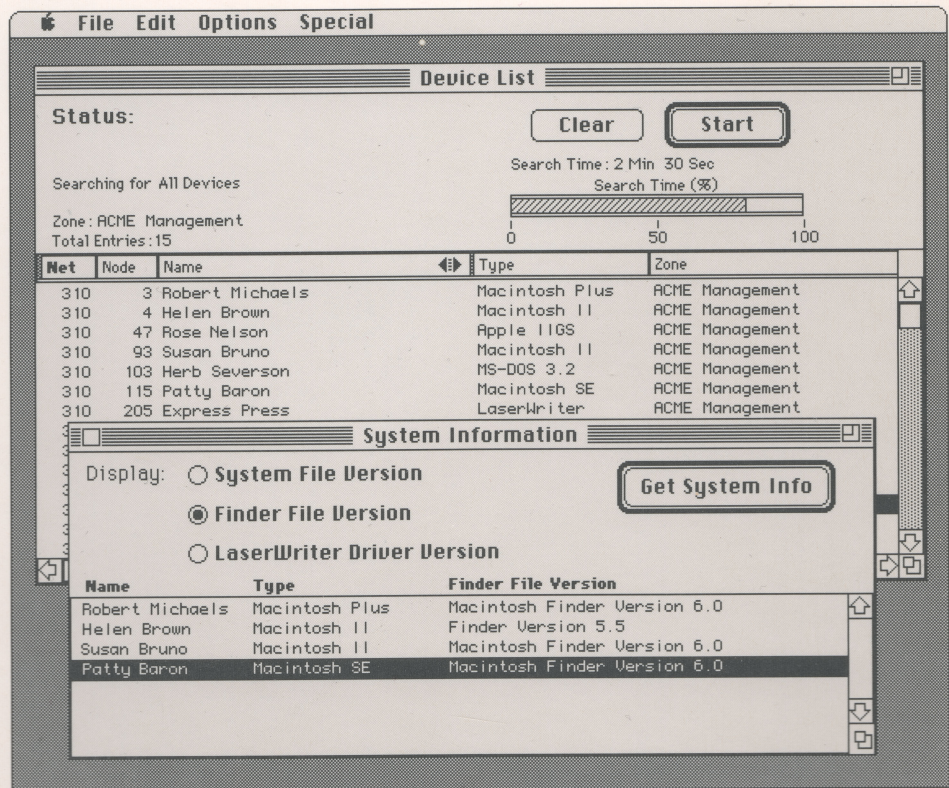 File Edit Options Special
Device List
Status:
Clear
Start
Search Time: 2 Min 30 Sec
Searching for All Devices
Search Time (%)
Zone: ACME Management
Total Entries: 15
0 50 100
Net Node Name Type Zone
310 3 Robert Michaels Macintosh Plus ACME Management
310 4 Helen Brown Macintosh II ACME Management
310 47 Rose Nelson Apple IIGS ACME Management
310 93 Susan Bruno Macintosh II ACME Management
310 103 Herb Severson MS-DOS 3.2 ACME Management
310 115 Patty Baron Macintosh SE ACME Management
310 205 Express Press LaserWriter ACME Management
System Information
Display:
System File Version
Get System Info
Finder File Version
LaserWriter Driver Version
Name Type Finder File Version
Robert Michaels Macintosh Plus Macintosh Finder Version 6.0
Helen Brown Macintosh II Finder Version 5.5
Susan Bruno Macintosh II Macintosh Finder Version 6.0
Patty Baron Macintosh SE Macintosh Finder Version 6.0